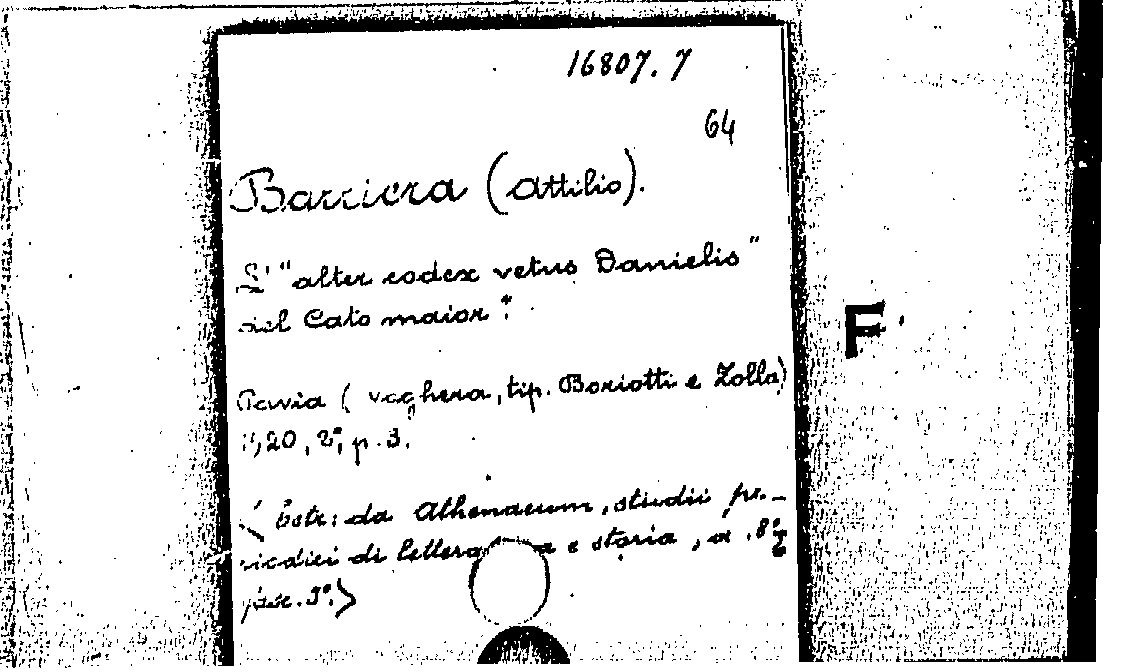 16807.7
64
Barriera (Attilio).
L' "alter codex vetus Danielis"
del Cato maior".
Pavia ( voghera, tip. Boriotti e Zolla)
1920, 8°, p. 3.
< Estr: da Athenaeum, studii pe-
riodici di letteratura e storia, a. 8°,
fasc. 3°.>
F